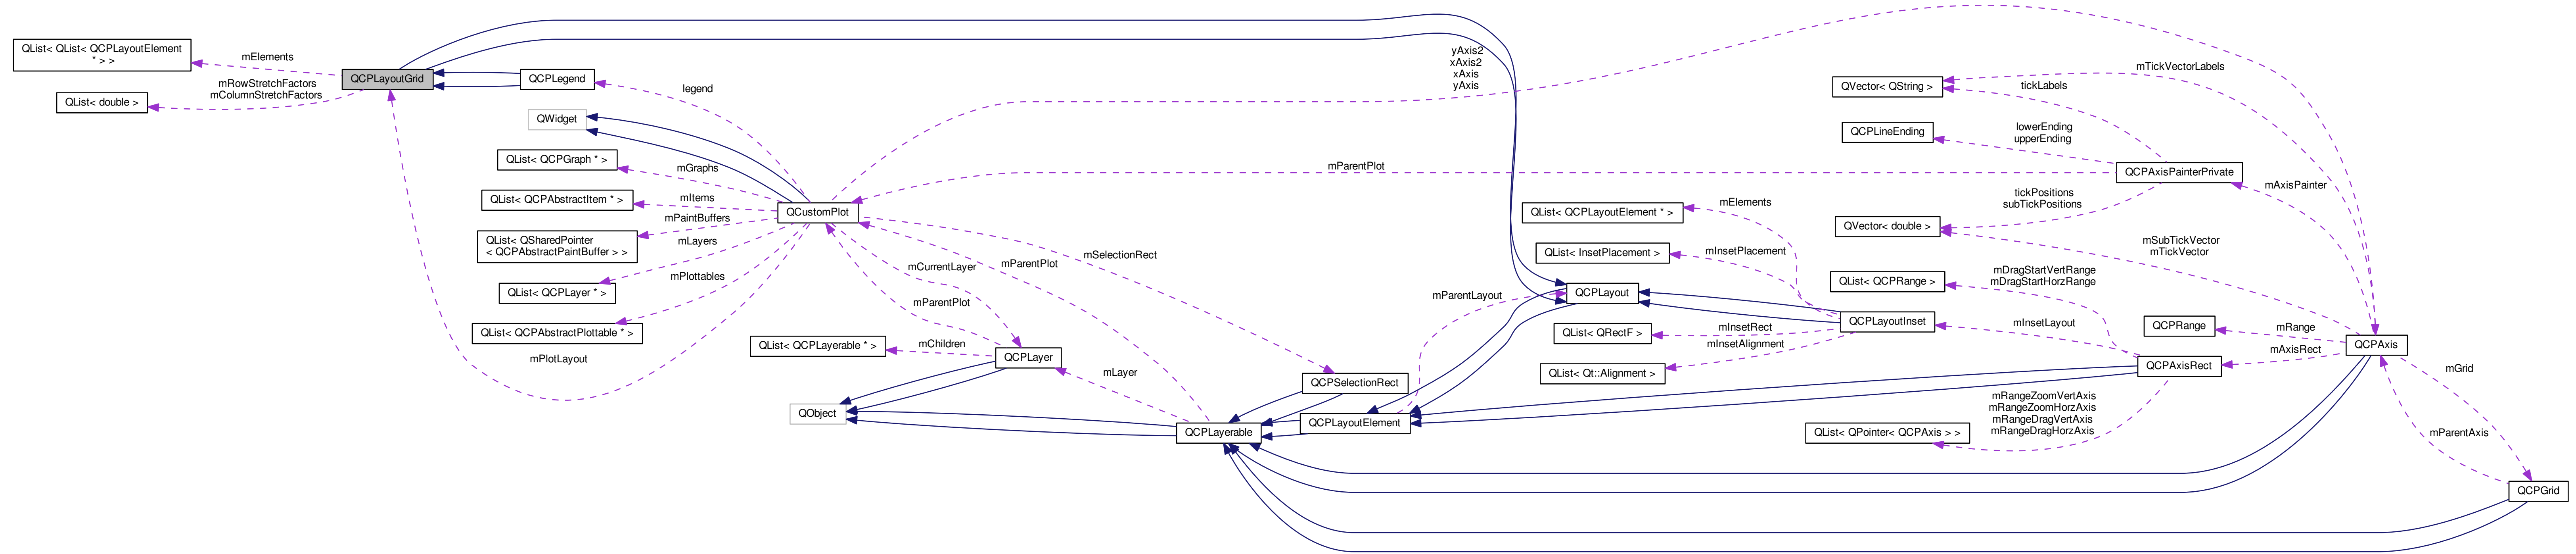 QList< QList< QCPLayoutElement
* > >
QList< double >
mElements
mRowStretchFactors
mColumnStretchFactors
QCPLayoutGrid
QCPLegend
QWidget
QList< QCPGraph * >
QList< QCPAbstractItem * >
QList< QSharedPointer
< QCPAbstractPaintBuffer > >
QList< QCPLayer * >
QList< QCPAbstractPlottable * >
legend
mGraphs
mItems
mPaintBuffers
mLayers
mPlottables
mPlotLayout
QCustomPlot
QList< QCPLayerable * >
QObject
mCurrentLayer
mParentPlot
mChildren
QCPLayer
mParentPlot
mSelectionRect
mLayer
QCPLayerable
QCPSelectionRect
QCPLayoutElement
mParentPlot
yAxis2
xAxis2
xAxis
yAxis
mParentLayout
QList< QCPLayoutElement * >
QList< InsetPlacement >
QCPLayout
QList< QRectF >
QList< Qt::Alignment >
mElements
mInsetPlacement
mInsetRect
mInsetAlignment
QVector< QString >
QCPLineEnding
QVector< double >
QList< QCPRange >
QCPLayoutInset
QList< QPointer< QCPAxis > >
mTickVectorLabels
tickLabels
lowerEnding
upperEnding
tickPositions
subTickPositions
mSubTickVector
mTickVector
mDragStartVertRange
mDragStartHorzRange
mInsetLayout
mRangeZoomVertAxis
mRangeZoomHorzAxis
mRangeDragVertAxis
mRangeDragHorzAxis
QCPAxisPainterPrivate
QCPRange
QCPAxisRect
mAxisPainter
mRange
mAxisRect
QCPAxis
mGrid
mParentAxis
QCPGrid